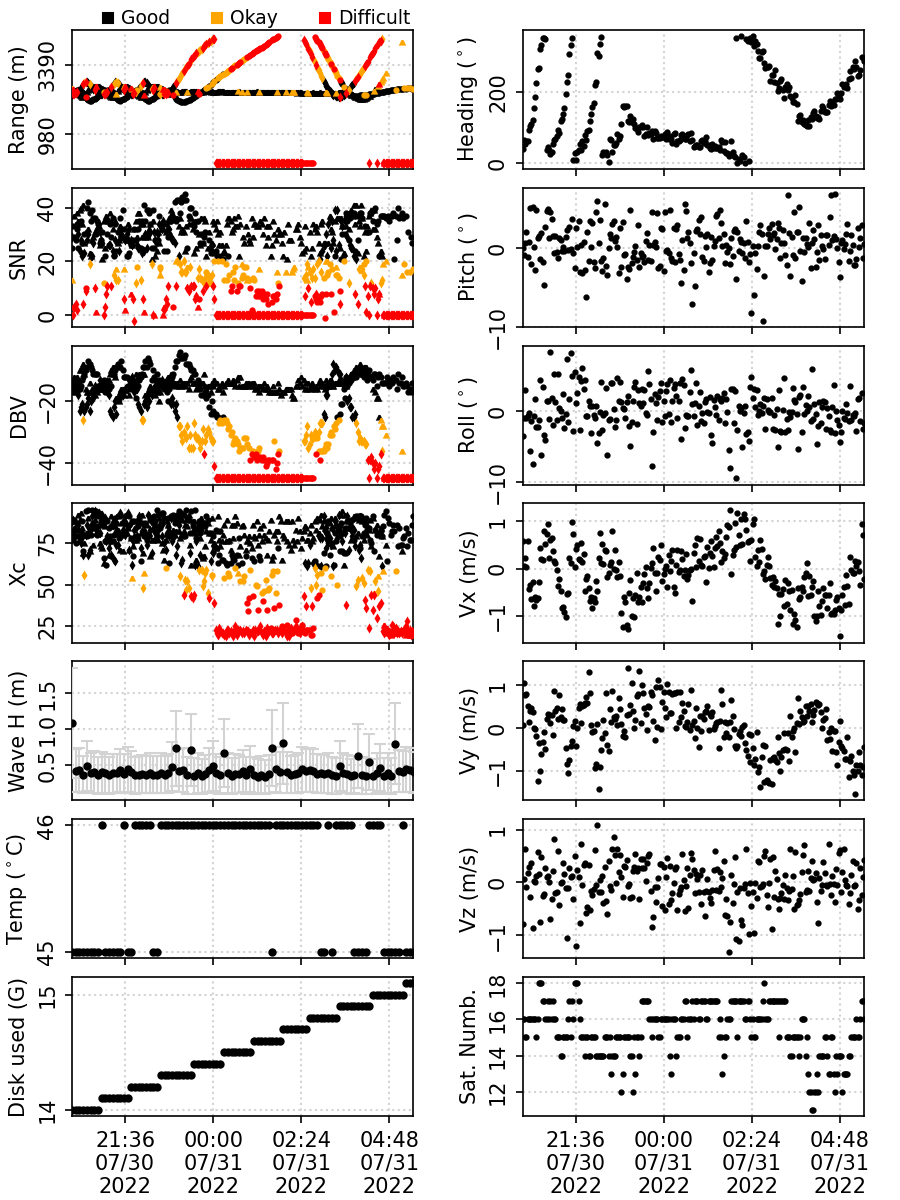 Good Okay Difficult
Range (m)
3390
980
Heading (°)
200
0
SNR
40
20
0
Pitch (°)
0
−10
DBV
−20
−40
Roll (°)
0
−10
Xc
75
50
25
Vx (m/s)
1
0
−1
Wave H (m)
1.5
1.0
0.5
Vy (m/s)
1
0
−1
Temp (°C)
46
45
Vz (m/s)
1
0
−1
Disk used (G)
15
14
Sat. Numb.
18
16
14
12
21:36 00:00 02:24 04:48
07/30 07/31 07/31 07/31
2022 2022 2022 2022
21:36 00:00 02:24 04:48
07/30 07/31 07/31 07/31
2022 2022 2022 2022